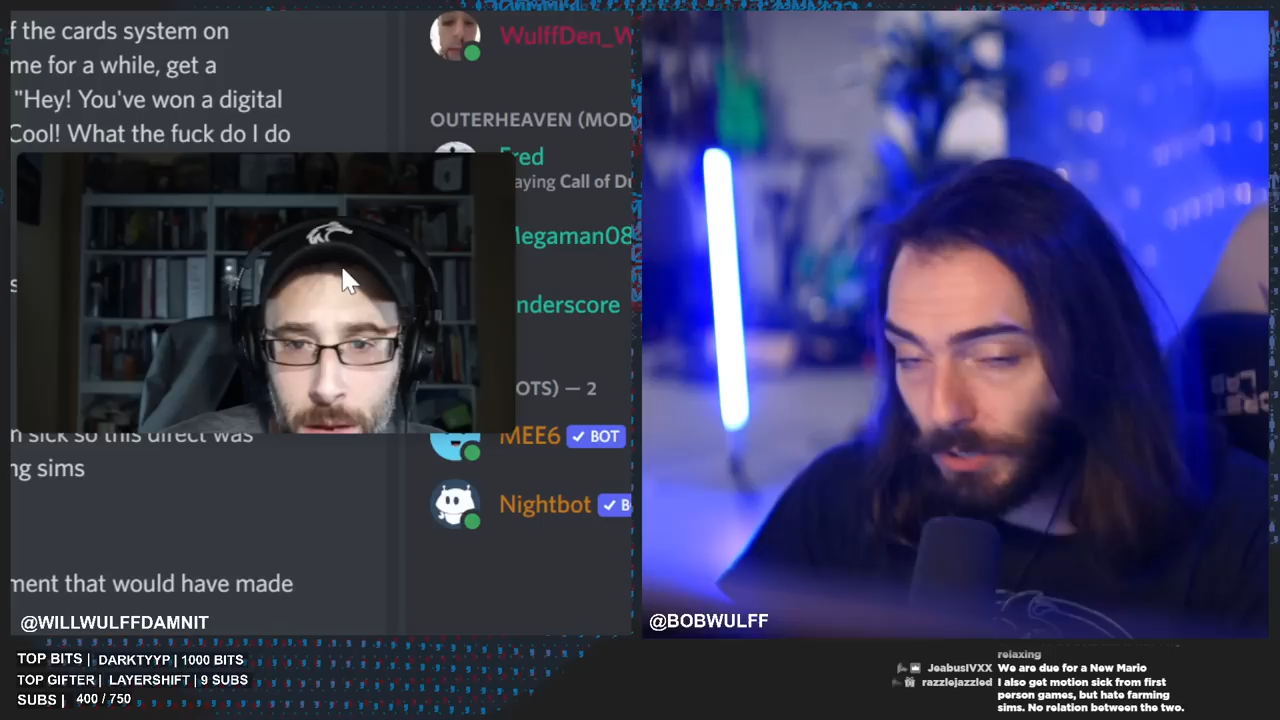 f the cards system on
me for a while, get a
"Hey! You've won a digital
Cool! What the fuck do I do
n sick so this direct was
ng sims
ment that would have made
WulffDen_W
OUTERHEAVEN (MOD
Fred
aying Call of Du
Megaman08
nderscore
OTS) — 2
MEE6 ✓ BOT
Nightbot ✓ B
@WILLWULFFDAMNIT
@BOBWULFF
TOP BITS | DARKTYYP | 1000 BITS
TOP GIFTER | LAYERSHIFT | 9 SUBS
SUBS | 400 / 750
relaxing
JeabusIVXX We are due for a New Mario
razzlejazzled I also get motion sick from first
person games, but hate farming
sims. No relation between the two.